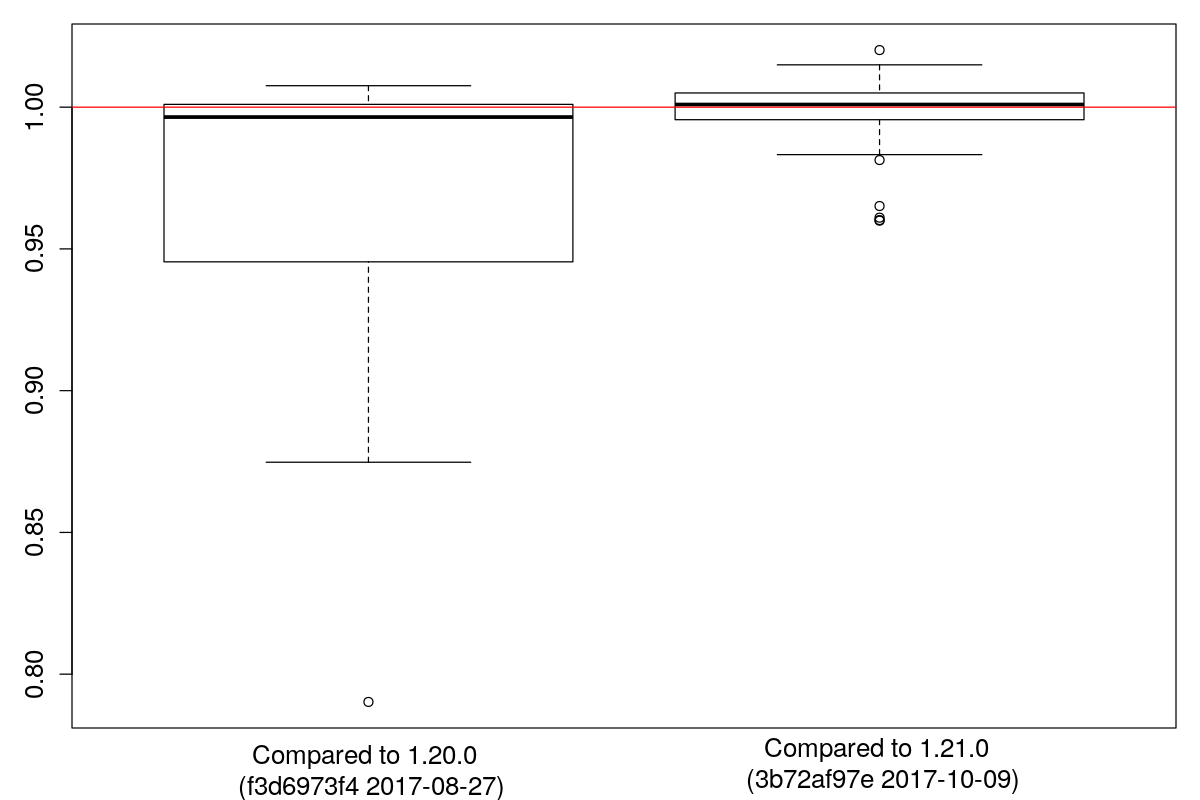 1.00
0.95
0.90
0.85
0.80
Compared to 1.20.0
(f3d6973f4 2017-08-27)
Compared to 1.21.0
(3b72af97e 2017-10-09)